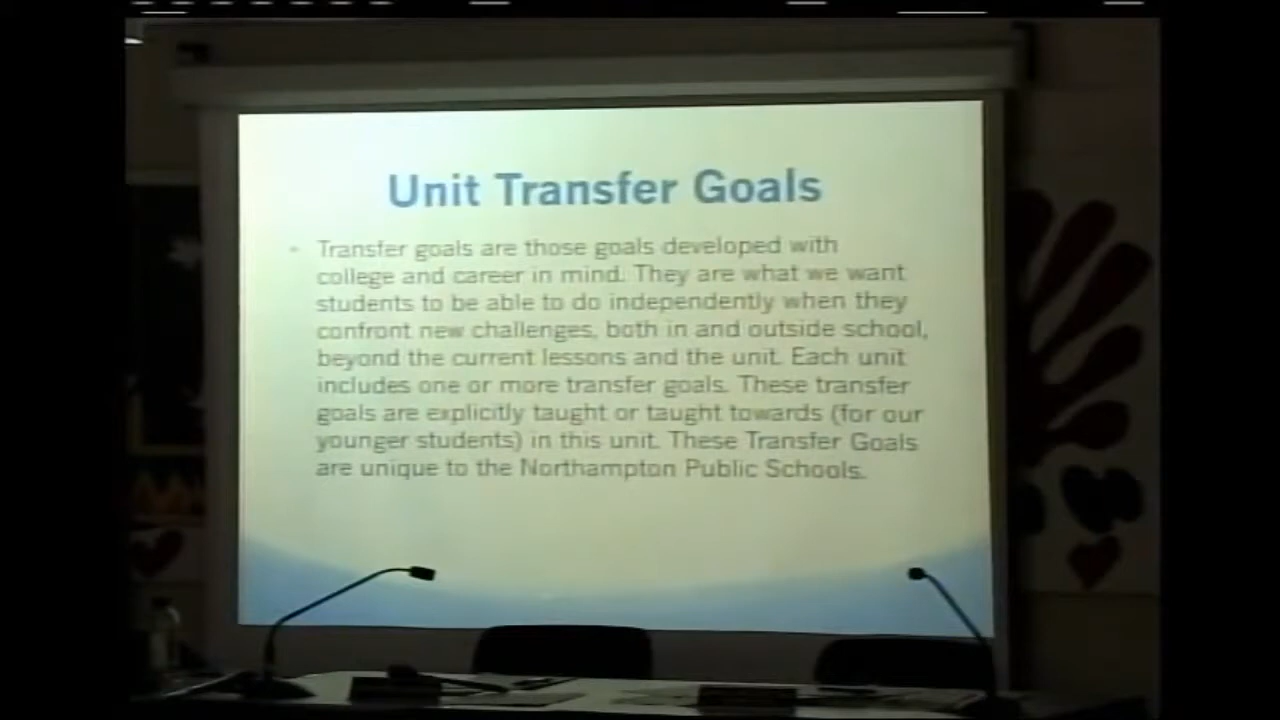 Unit Transfer Goals
• Transfer goals are those goals developed with
college and career in mind. They are what we want
students to be able to do independently when they
confront new challenges, both in and outside school,
beyond the current lessons and the unit. Each unit
includes one or more transfer goals. These transfer
goals are explicitly taught or taught towards (for our
younger students) in this unit. These Transfer Goals
are unique to the Northampton Public Schools.